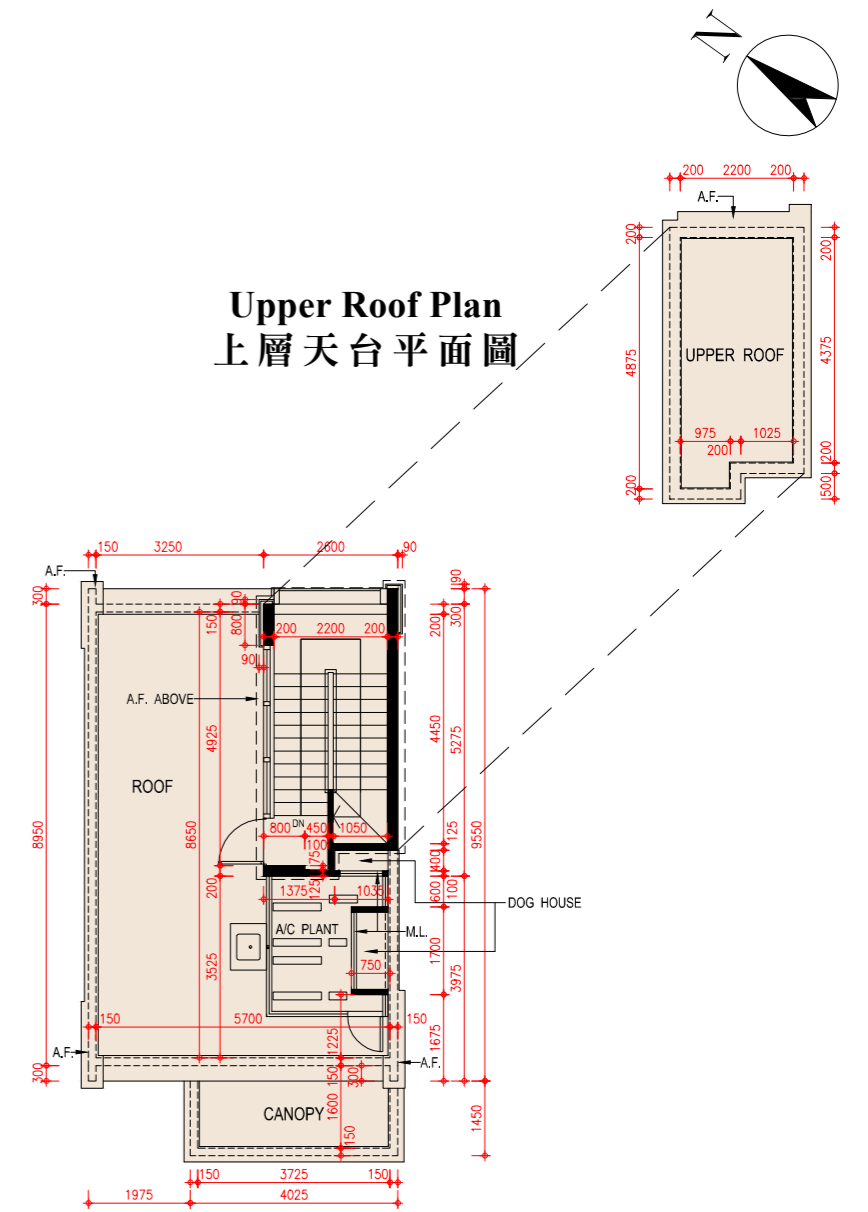 N
200 2200 200
A.F.
200
200
Upper Roof Plan
上層天台平面圖
4875
UPPER ROOF
4375
975 1025
200
200
200
500
150 3250 2600 90
A.F.
300
90
150
800
200 2200 200
90
300
200
90
A.F. ABOVE
4925
4450
5275
ROOF
8950
8650
9550
DN
800 450 1050
100
125
75
400
200
125
1375 1035
600
100
DOG HOUSE
A/C PLANT
M.L.
1700
3525
750
3975
150 5700 150
1675
1225
A.F.
A.F.
300
150
300
1600
CANOPY
1450
150
150 3725 150
1975 4025